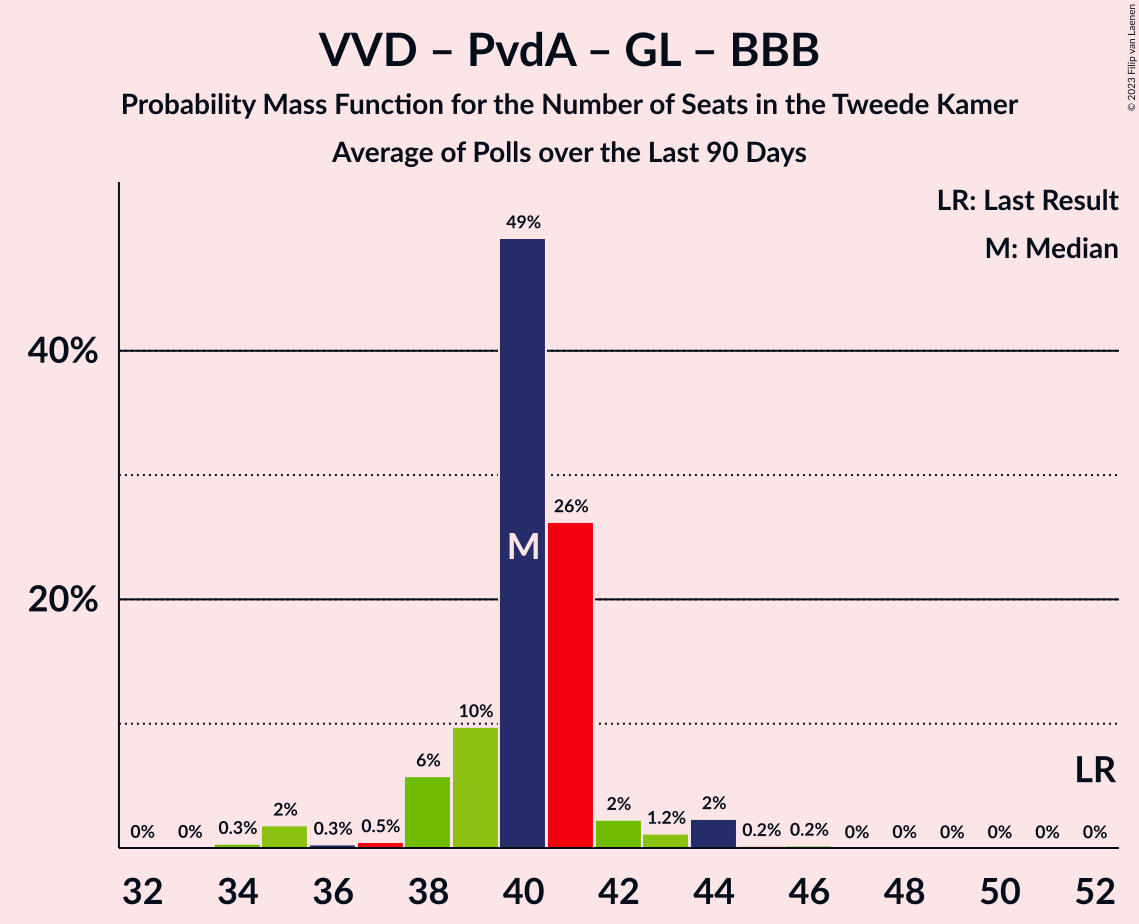 VVD – PvdA – GL – BBB
Probability Mass Function for the Number of Seats in the Tweede Kamer
Average of Polls over the Last 90 Days
© 2023 Filip van Laenen
LR: Last Result
M: Median
40%
20%
0%
0%
0.3%
2%
0.3%
0.5%
6%
10%
49%
M
26%
2%
1.2%
2%
0.2%
0.2%
0%
0%
0%
0%
0%
0%
LR
32 34 36 38 40 42 44 46 48 50 52